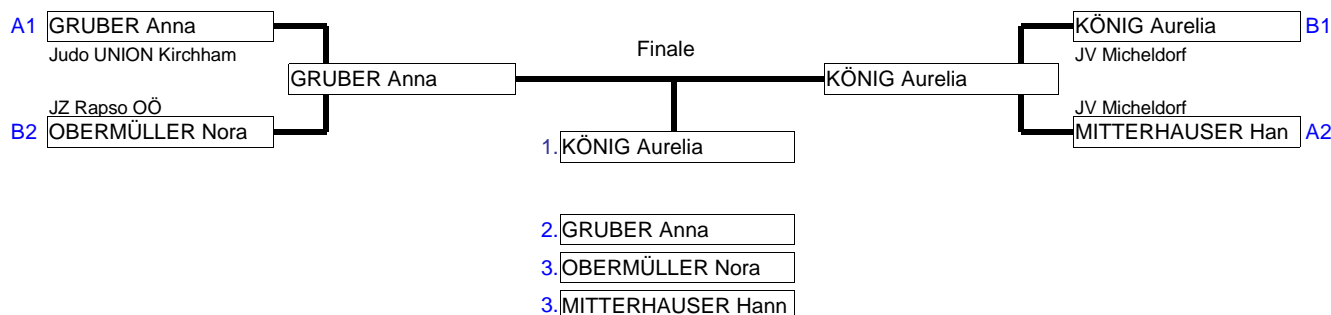 A1 GRUBER Anna
Judo UNION Kirchham
GRUBER Anna
JZ Rapso OÖ
B2 OBERMÜLLER Nora
Finale
KÖNIG Aurelia B1
JV Micheldorf
KÖNIG Aurelia
JV Micheldorf
MITTERHAUSER Han A2
1. KÖNIG Aurelia
2. GRUBER Anna
3. OBERMÜLLER Nora
3. MITTERHAUSER Hann